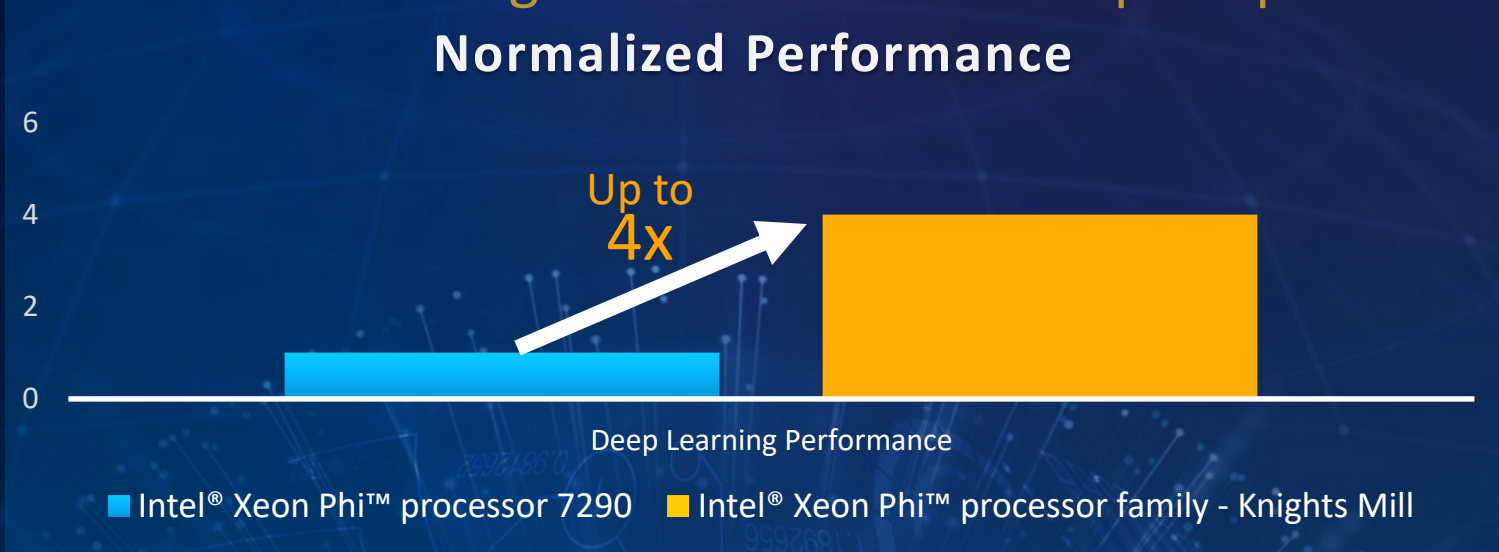 Normalized Performance
6
Up to
4x
4
2
0
Deep Learning Performance
Intel® Xeon Phi™ processor 7290 Intel® Xeon Phi™ processor family - Knights Mill